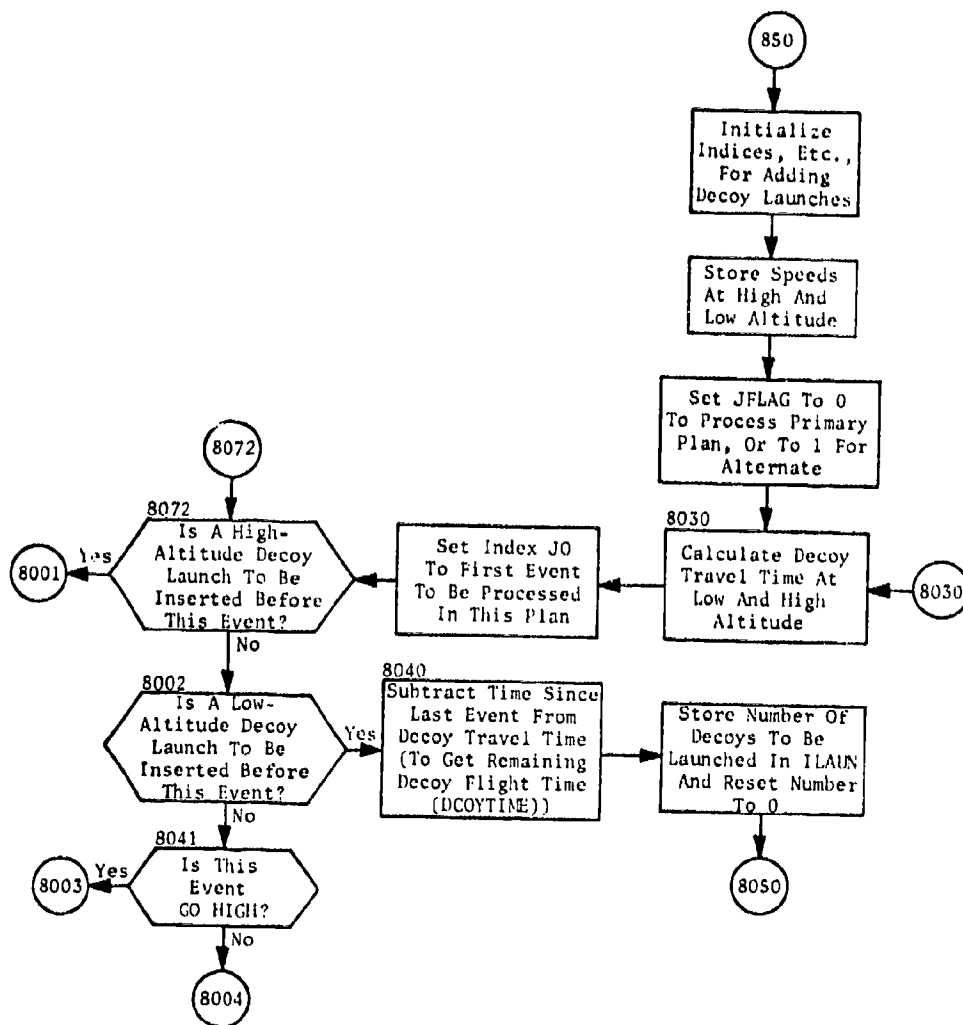 850
Initialize
Indices, Etc.,
For Adding
Decoy Launches
Store Speeds
At High And
Low Altitude
Set JFLAG To 0
To Process Primary
Plan, Or To 1 For
Alternate
8030
Calculate Decoy
Travel Time At
Low And High
Altitude
8030
Set Index JO
To First Event
To Be Processed
In This Plan
8072
8072
Is A High-
Altitude Decoy
Launch To Be
Inserted Before
This Event?
Yes
8001
No
8002
Is A Low-
Altitude Decoy
Launch To Be
Inserted Before
This Event?
Yes
8040
Subtract Time Since
Last Event From
Decoy Travel Time
(To Get Remaining
Decoy Flight Time
(DCOYTIME))
Store Number Of
Decoys To Be
Launched In ILAUN
And Reset Number
To 0
8050
No
8041
Is This
Event
GO HIGH?
Yes
8003
No
8004